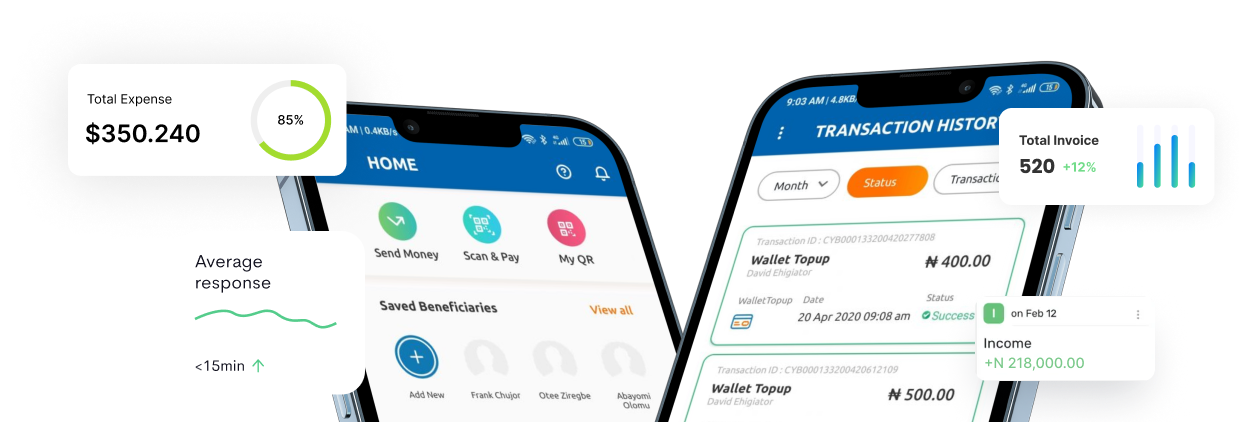 Total Expense
$350.240
85%
Average
response
<15min
AM | 0.4KB/s
HOME
Send Money
Scan & Pay
My QR
Saved Beneficiaries
View all
Add New
Frank Chujor
Otee Ziregbe
Abayomi
Olomu
9:03 AM | 4.8KB/
TRANSACTION HISTOR
Month
Status
Transactio
Transaction ID : CYB000133200420277808
Wallet Topup
₦ 400.00
David Ehigiator
WalletTopup
Date
Status
20 Apr 2020 09:08 am
Success
Transaction ID : CYB000133200420612109
Wallet Topup
₦ 500.00
David Ehigiator
Total Invoice
520 +12%
I
on Feb 12
Income
+N 218,000.00